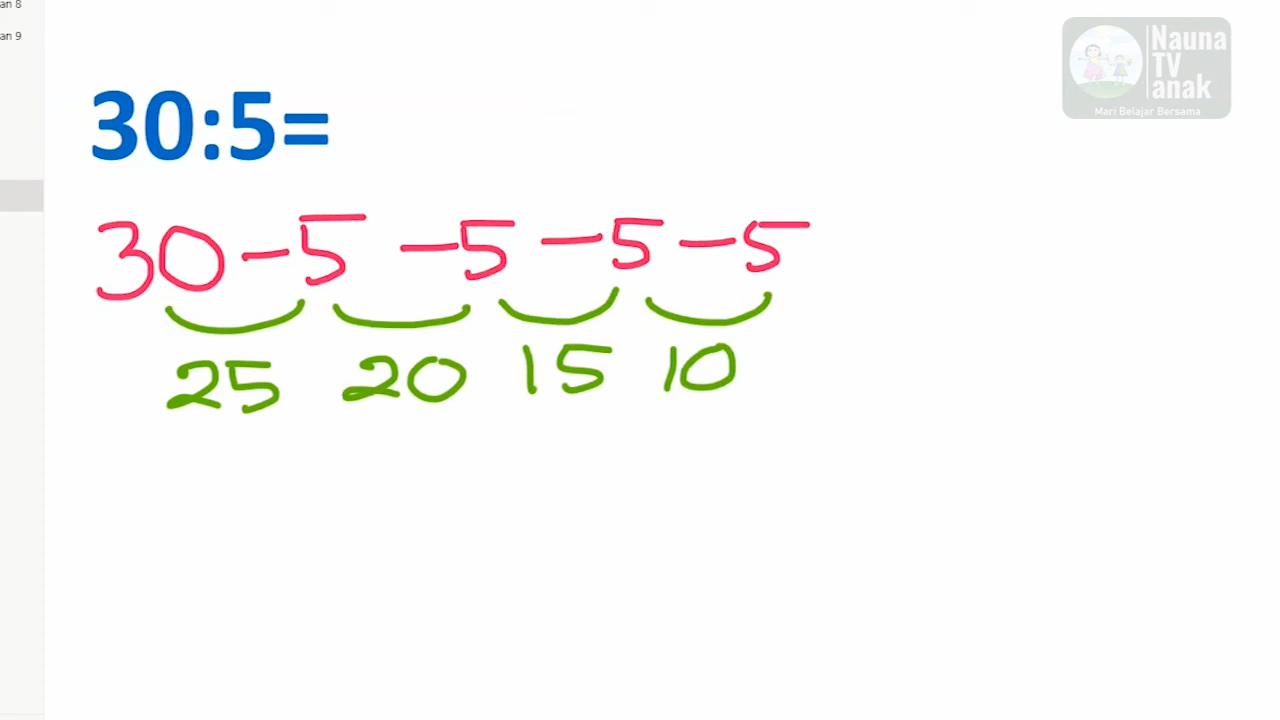 an 8
an 9
Nauna
TV
anak
Mari Belajar Bersama
30:5=
30-5 -5 -5 -5
25 20 15 10